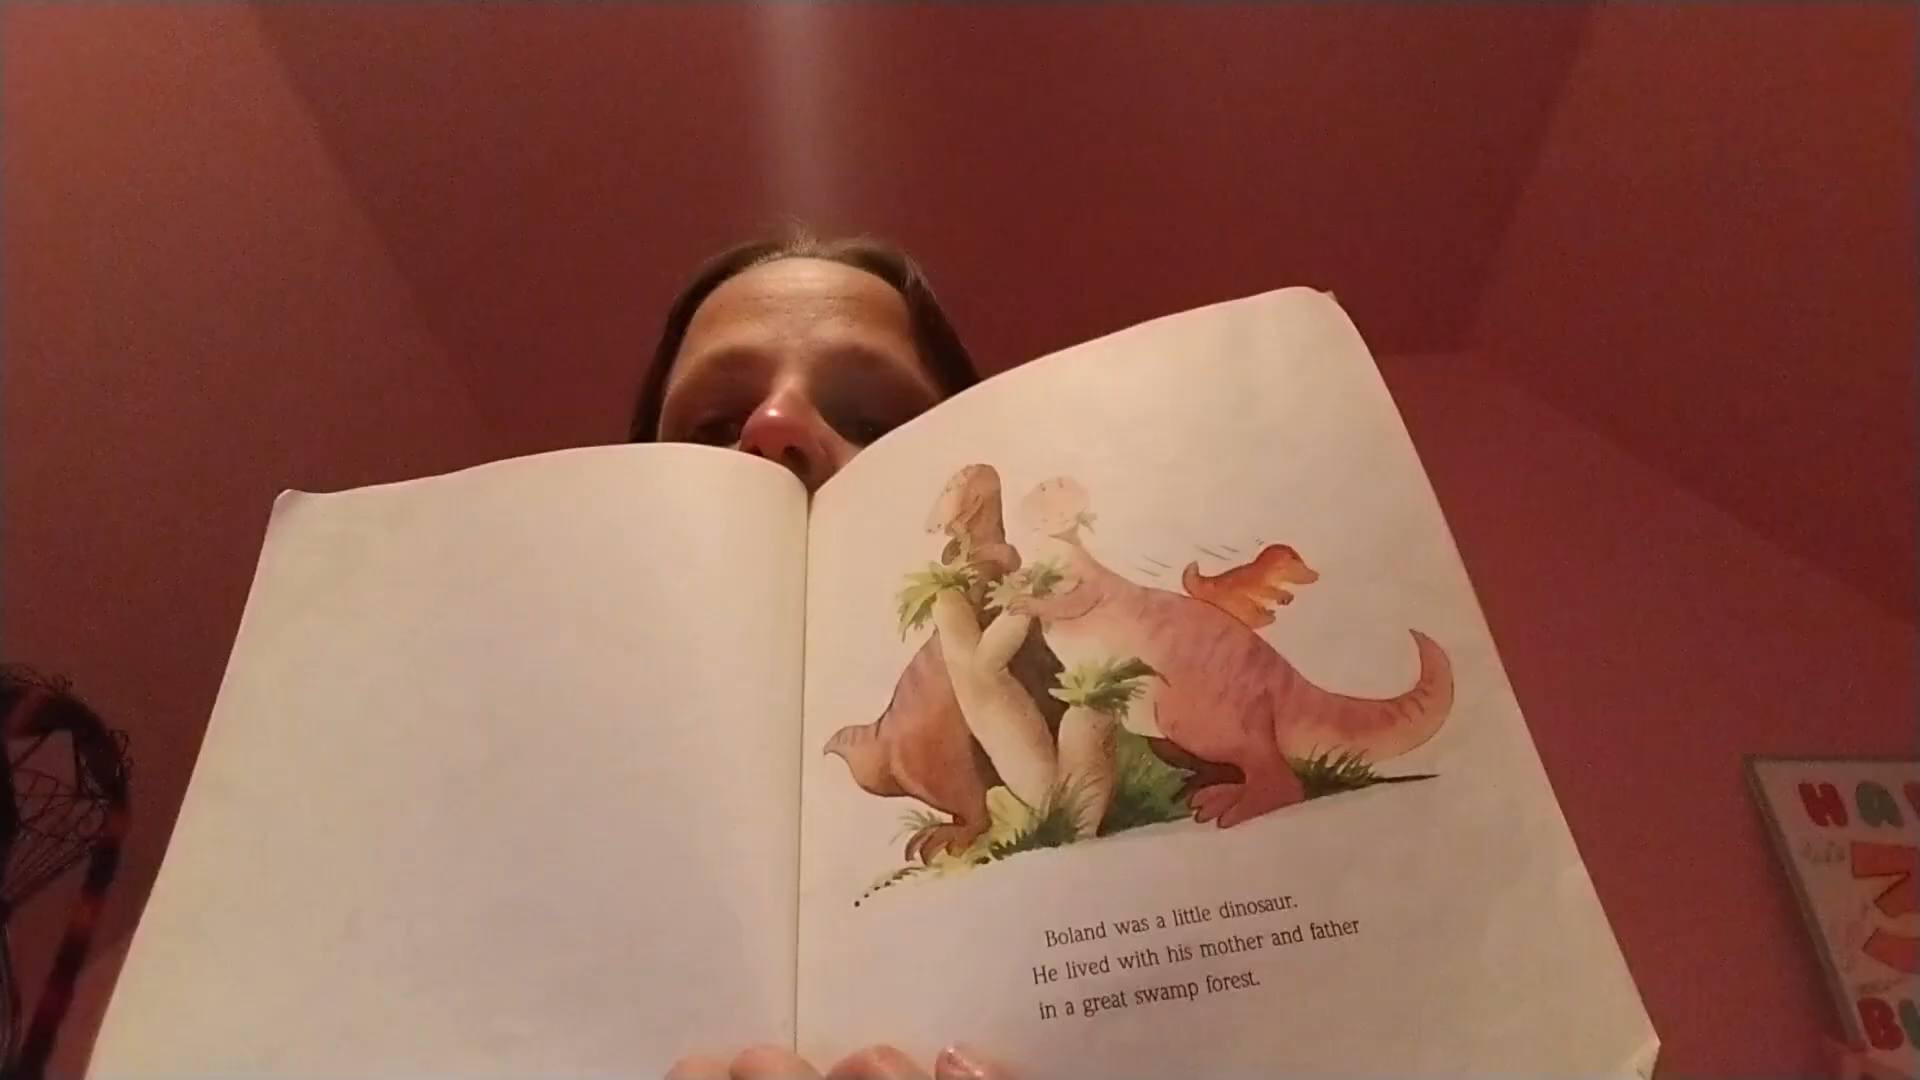 Boland was a little dinosaur.
He lived with his mother and father
in a great swamp forest.